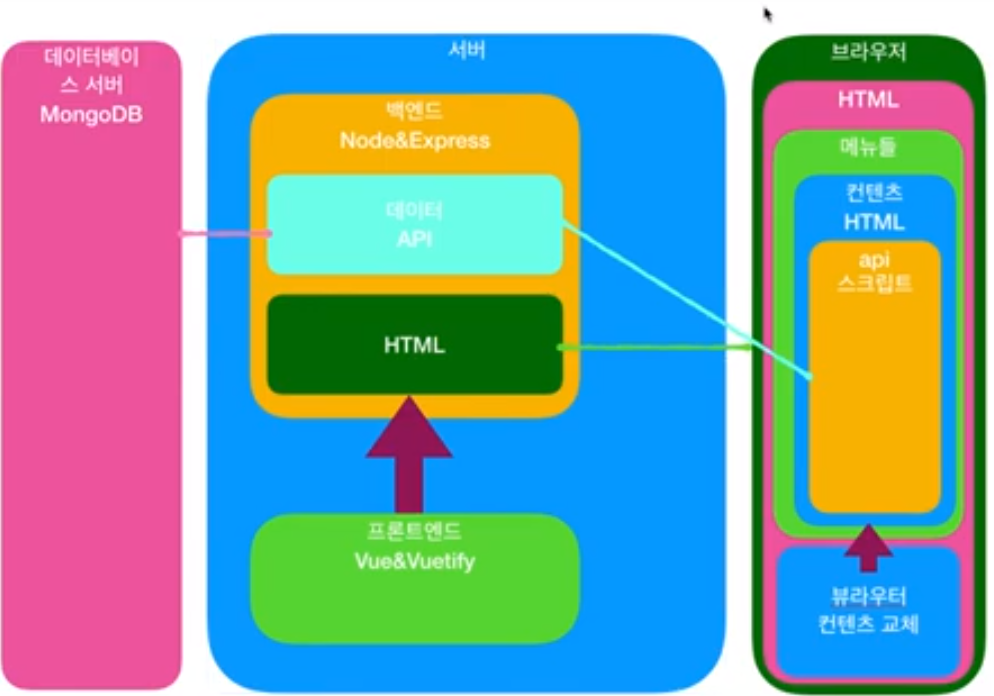 데이터베이
스 서버
MongoDB
서버
백엔드
Node&Express
데이터
API
HTML
프론트엔드
Vue&Vuetify
브라우저
HTML
메뉴들
컨텐츠
HTML
api
스크립트
뷰라우터
컨텐츠 교체